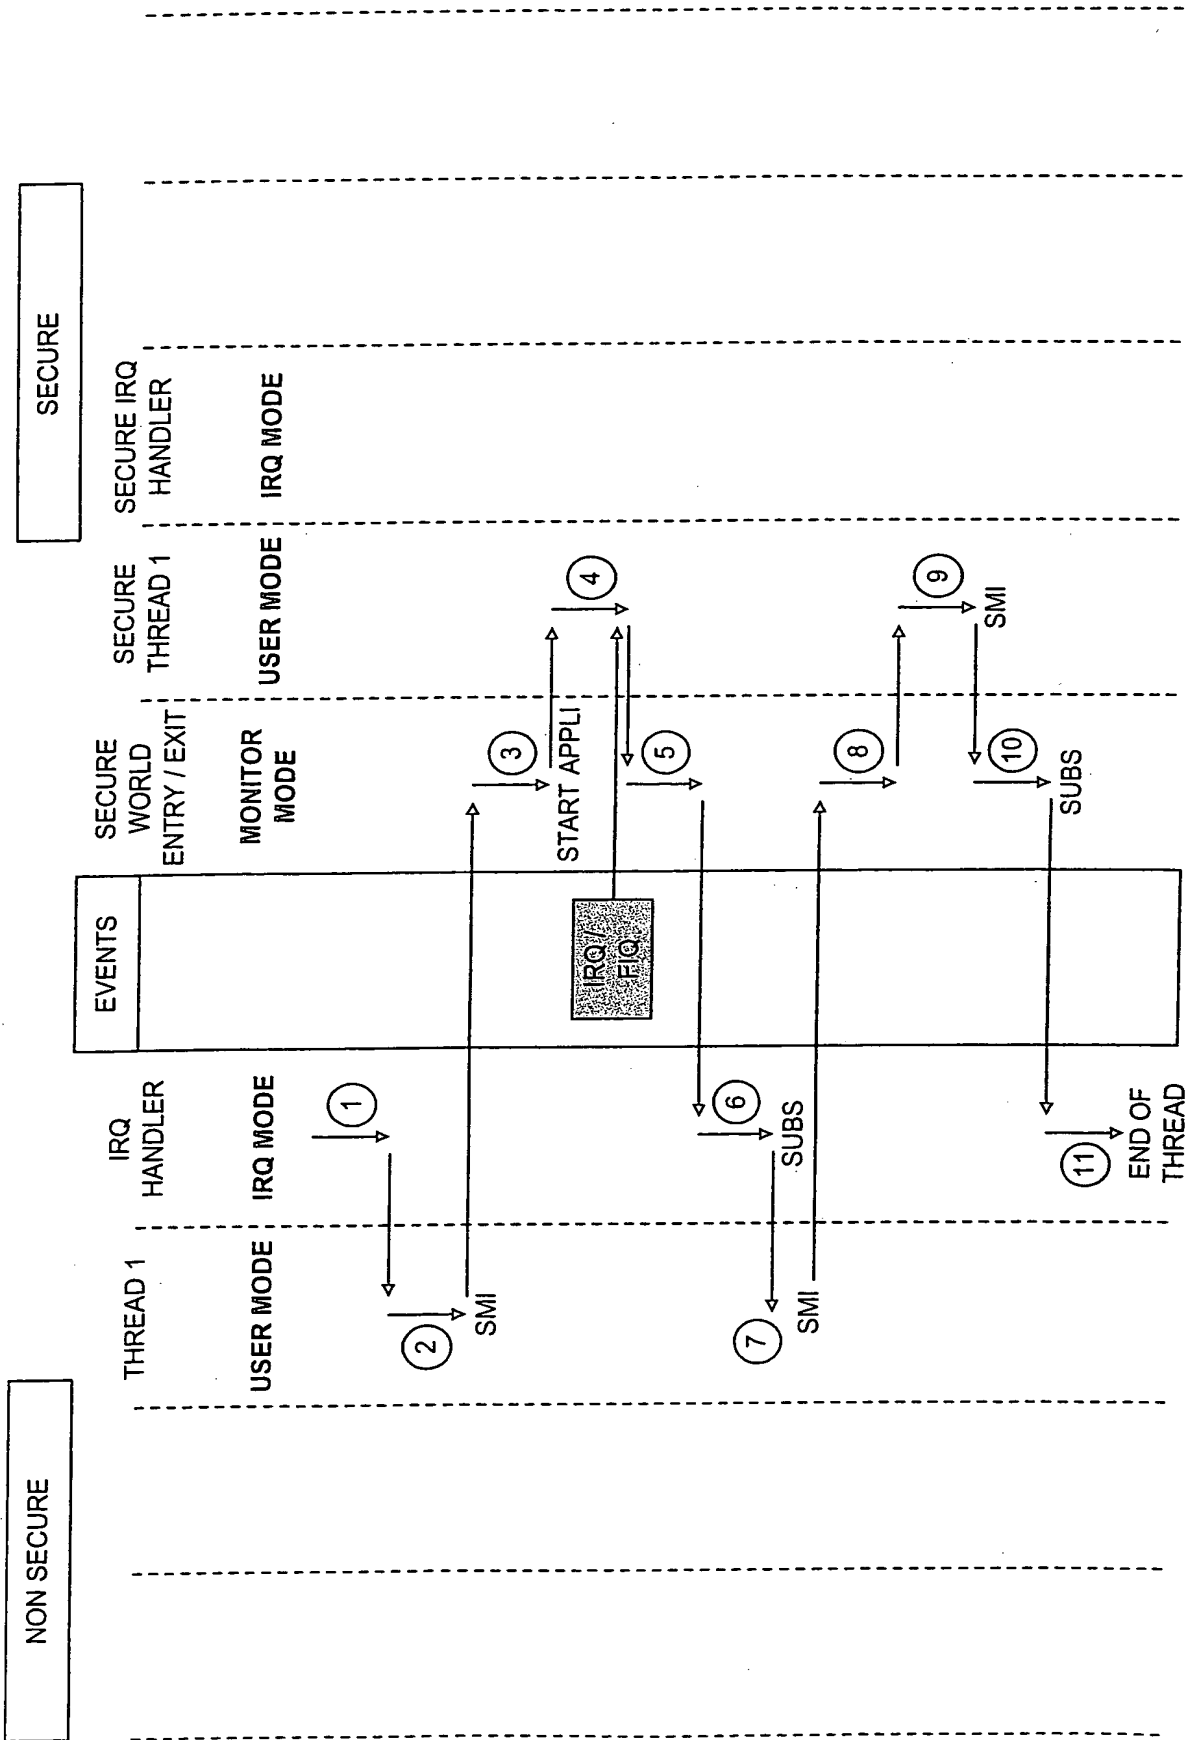 NON SECURE
SECURE
EVENTS
THREAD 1
USER MODE
IRQ
HANDLER
IRQ MODE
SECURE
WORLD
ENTRY / EXIT
MONITOR
MODE
SECURE
THREAD 1
USER MODE
SECURE IRQ
HANDLER
IRQ MODE
1
2
SMI
3
START APPLI
4
IRQ /
FIQ
5
6
SUBS
7
SMI
8
9
SMI
10
SUBS
11
END OF
THREAD